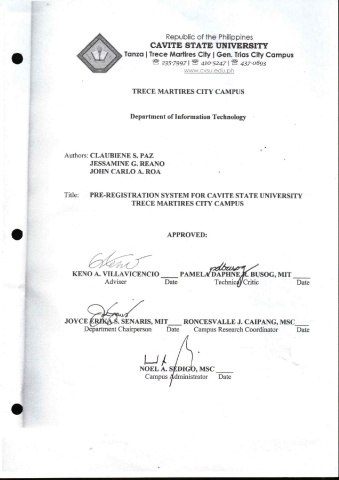 Republic of the Philippines
CAVITE STATE UNIVERSITY
Tanza | Trece Martires City | Gen. Trias City Campus
☎ 235-7997 | ☎ 410-5247 | ☎ 437-0693
www.cvsu.edu.ph
TRECE MARTIRES CITY CAMPUS
Department of Information Technology
Authors: CLAUBIENE S. PAZ
JESSAMINE G. REANO
JOHN CARLO A. ROA
Title: PRE-REGISTRATION SYSTEM FOR CAVITE STATE UNIVERSITY
TRECE MARTIRES CITY CAMPUS
APPROVED:
KENO A. VILLAVICENCIO ____ PAMELA DAPHNE R. BUSOG, MIT ____
Adviser Date Technical Critic Date
JOYCE ERIKA S. SENARIS, MIT ____ RONCESVALLE J. CAIPANG, MSC ____
Department Chairperson Date Campus Research Coordinator Date
NOEL A. SEDIGO, MSC ____
Campus Administrator Date